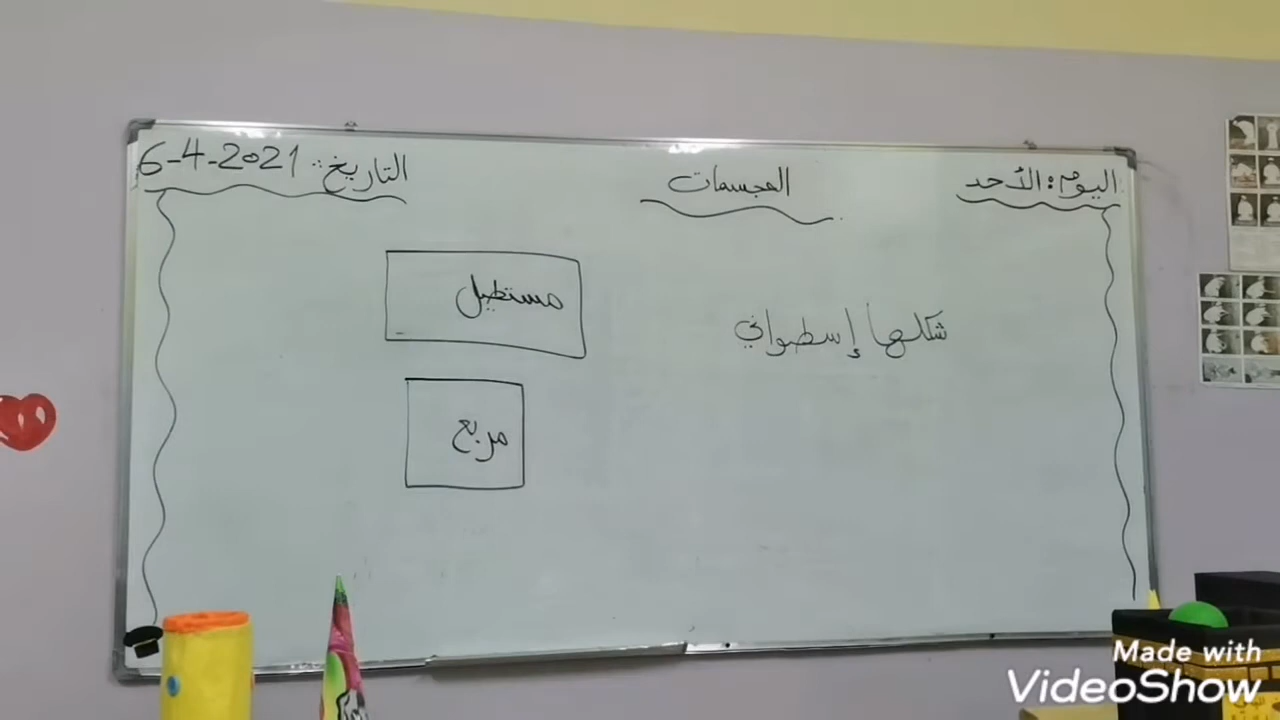 اليوم: الأحد
المجسمات
التاريخ: 6-4-2021
شكلها إسطواني
مستطيل
مربع
Made with
VideoShow